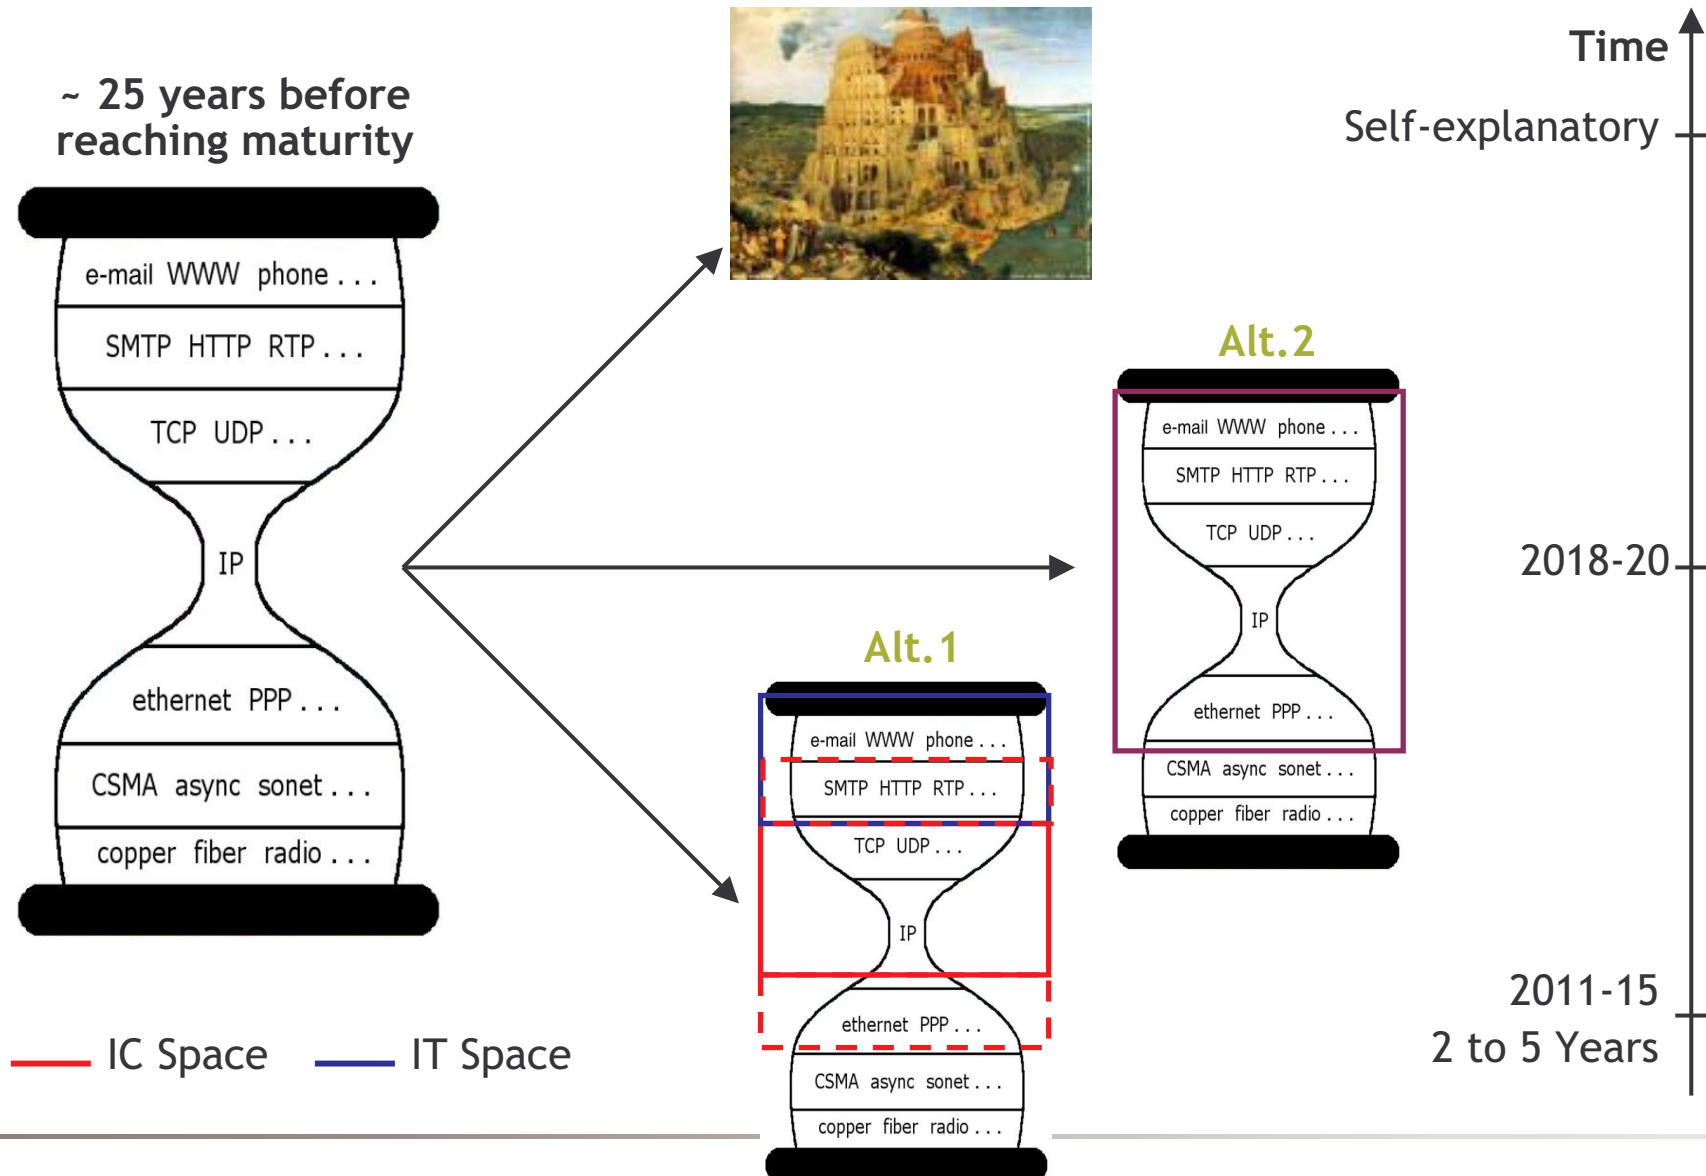 ~ 25 years before
reaching maturity
e-mail WWW phone . . .
SMTP HTTP RTP . . .
TCP UDP . . .
IP
ethernet PPP . . .
CSMA async sonet . . .
copper fiber radio . . .
IC Space
IT Space
Alt.1
e-mail WWW phone . . .
SMTP HTTP RTP . . .
TCP UDP . . .
IP
ethernet PPP . . .
CSMA async sonet . . .
copper fiber radio . . .
Alt.2
e-mail WWW phone . . .
SMTP HTTP RTP . . .
TCP UDP . . .
IP
ethernet PPP . . .
CSMA async sonet . . .
copper fiber radio . . .
Time
Self-explanatory
2018-20
2011-15
2 to 5 Years